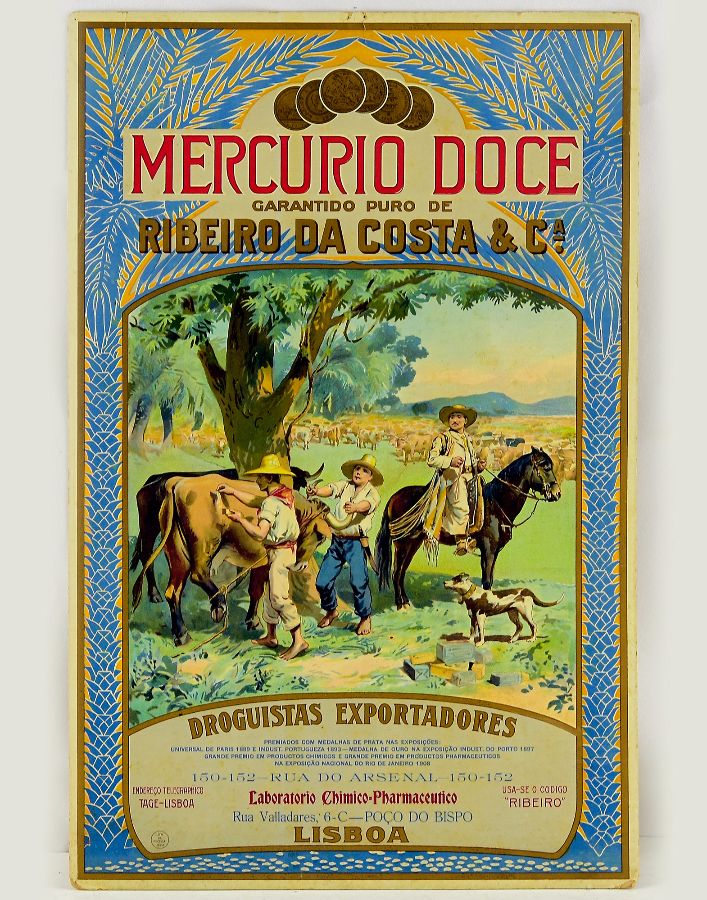 MERCURIO DOCE
GARANTIDO PURO DE
RIBEIRO DA COSTA & CA
DROGUISTAS EXPORTADORES
PREMIADOS COM MEDALHAS DE PRATA NAS EXPOSIÇÕES:
UNIVERSAL DE PARIS 1889 E INDUST. PORTUGUEZA 1893—MEDALHA DE OURO NA EXPOSIÇÃO INDUST. DO PORTO 1897
GRANDE PREMIO EM PRODUCTOS CHIMICOS E GRANDE PREMIO EM PRODUCTOS PHARMACEUTICOS
NA EXPOSIÇÃO NACIONAL DO RIO DE JANEIRO 1908
150-152—RUA DO ARSENAL—150-152
ENDEREÇO TELEGRAPHICO
TAGE-LISBOA
Laboratorio Chimico-Pharmaceutico
USA-SE O CODIGO
"RIBEIRO"
Rua Valladares, 6-C—POÇO DO BISPO
LISBOA